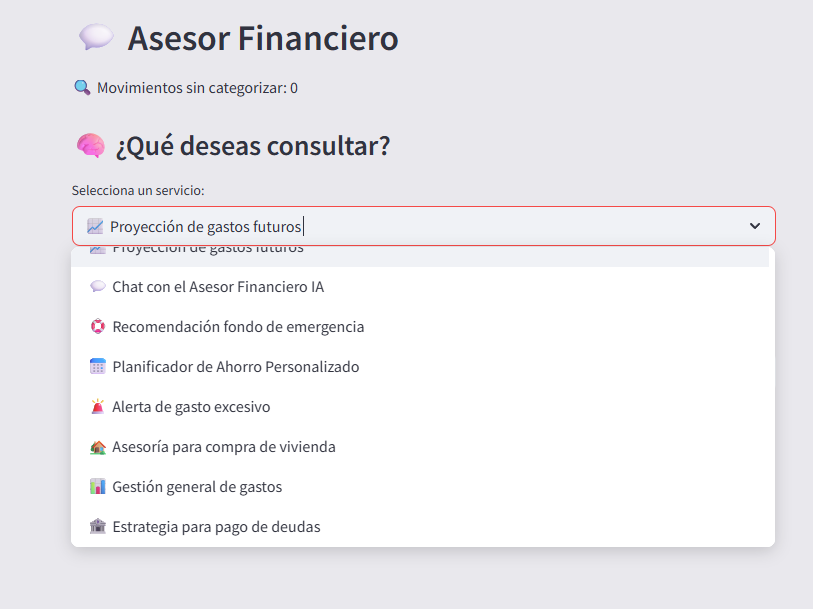 Asesor Financiero
Movimientos sin categorizar: 0
¿Qué deseas consultar?
Selecciona un servicio:
Proyección de gastos futuros
Proyección de gastos futuros
Chat con el Asesor Financiero IA
Recomendación fondo de emergencia
Planificador de Ahorro Personalizado
Alerta de gasto excesivo
Asesoría para compra de vivienda
Gestión general de gastos
Estrategia para pago de deudas